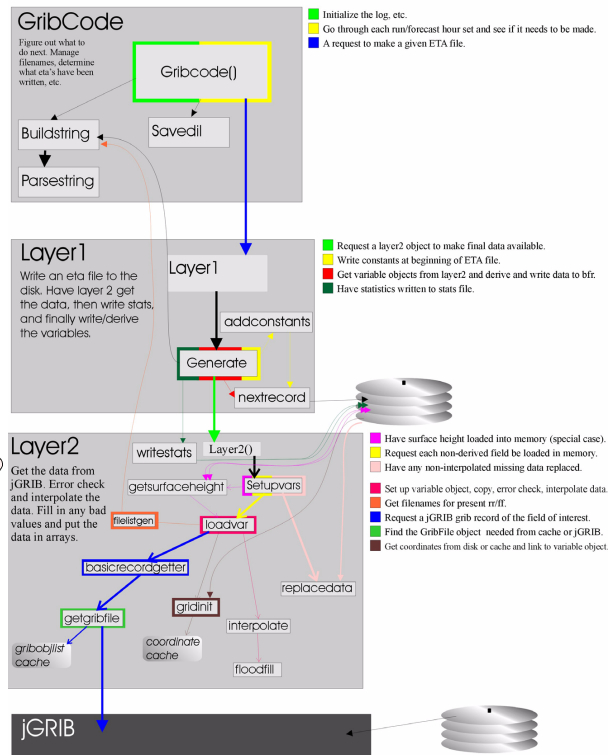 GribCode
Figure out what to
do next. Manage
filenames, determine
what eta's have been
written, etc.
Gribcode()
Buildstring
Savedil
Parsestring
Initialize the log, etc.
Go through each run/forecast hour set and see if it needs to be made.
A request to make a given ETA file.
Layer1
Write an eta file to the
disk. Have layer 2 get
the data, then write stats,
and finally write/derive
the variables.
Layer1
addconstants
Generate
nextrecord
Request a layer2 object to make final data available.
Write constants at beginning of ETA file.
Get variable objects from layer2 and derive and write data to bfr.
Have statistics written to stats file.
Layer2
Get the data from
jGRIB. Error check
and interpolate the
data. Fill in any bad
values and put the
data in arrays.
writestats
Layer2()
getsurfaceheight
Setupvars
filelistgen
loadvar
basicrecordgetter
replacedata
gridinit
getgribfile
interpolate
gribobjlist
cache
coordinate
cache
floodfill
Have surface height loaded into memory (special case).
Request each non-derived field be loaded in memory.
Have any non-interpolated missing data replaced.
Set up variable object, copy, error check, interpolate data.
Get filenames for present rr/ff.
Request a jGRIB grib record of the field of interest.
Find the GribFile object needed from cache or jGRIB.
Get coordinates from disk or cache and link to variable object.
jGRIB